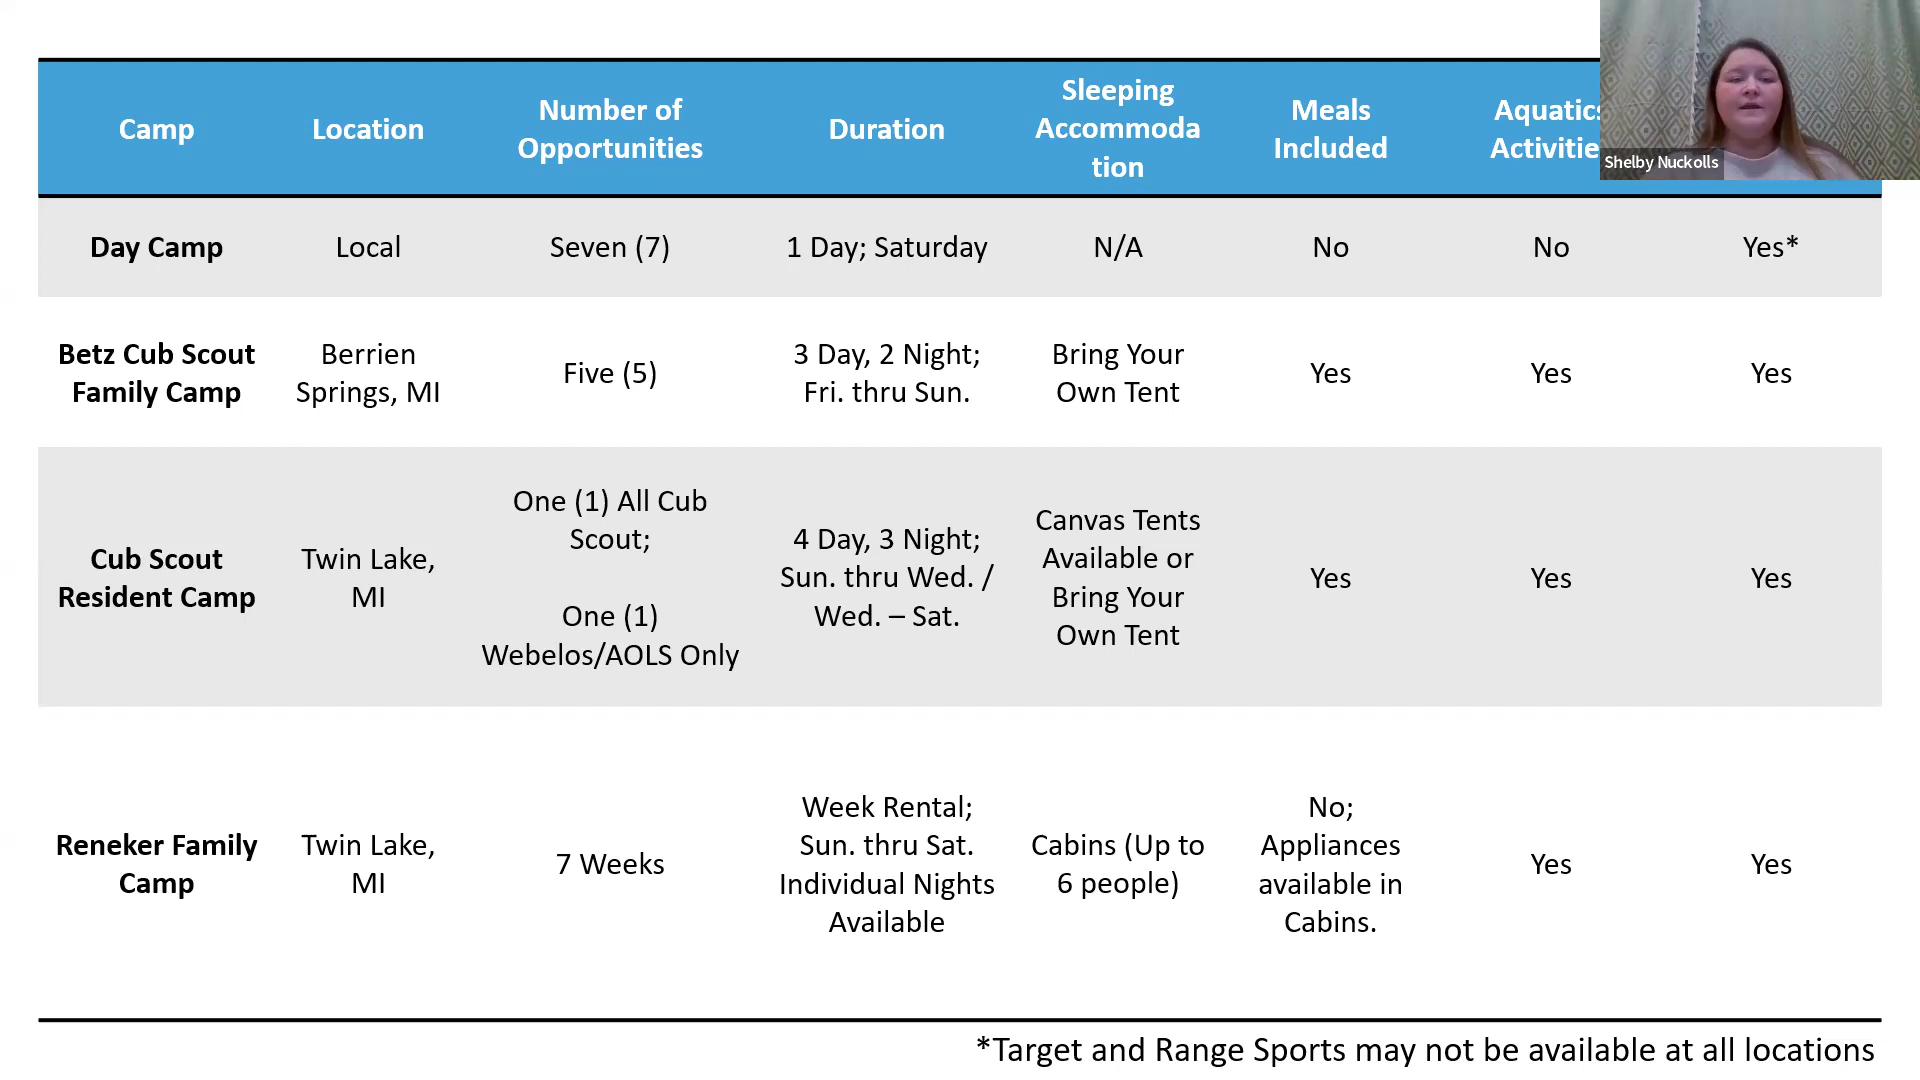 Camp
Location
Number of
Opportunities
Duration
Sleeping
Accommoda
tion
Meals
Included
Aquatics
Activitie
Shelby Nuckolls
Day Camp
Local
Seven (7)
1 Day; Saturday
N/A
No
No
Yes*
Betz Cub Scout
Family Camp
Berrien
Springs, MI
Five (5)
3 Day, 2 Night;
Fri. thru Sun.
Bring Your
Own Tent
Yes
Yes
Yes
Cub Scout
Resident Camp
Twin Lake,
MI
One (1) All Cub
Scout;
One (1)
Webelos/AOLS Only
4 Day, 3 Night;
Sun. thru Wed. /
Wed. – Sat.
Canvas Tents
Available or
Bring Your
Own Tent
Yes
Yes
Yes
Reneker Family
Camp
Twin Lake,
MI
7 Weeks
Week Rental;
Sun. thru Sat.
Individual Nights
Available
Cabins (Up to
6 people)
No;
Appliances
available in
Cabins.
Yes
Yes
*Target and Range Sports may not be available at all locations